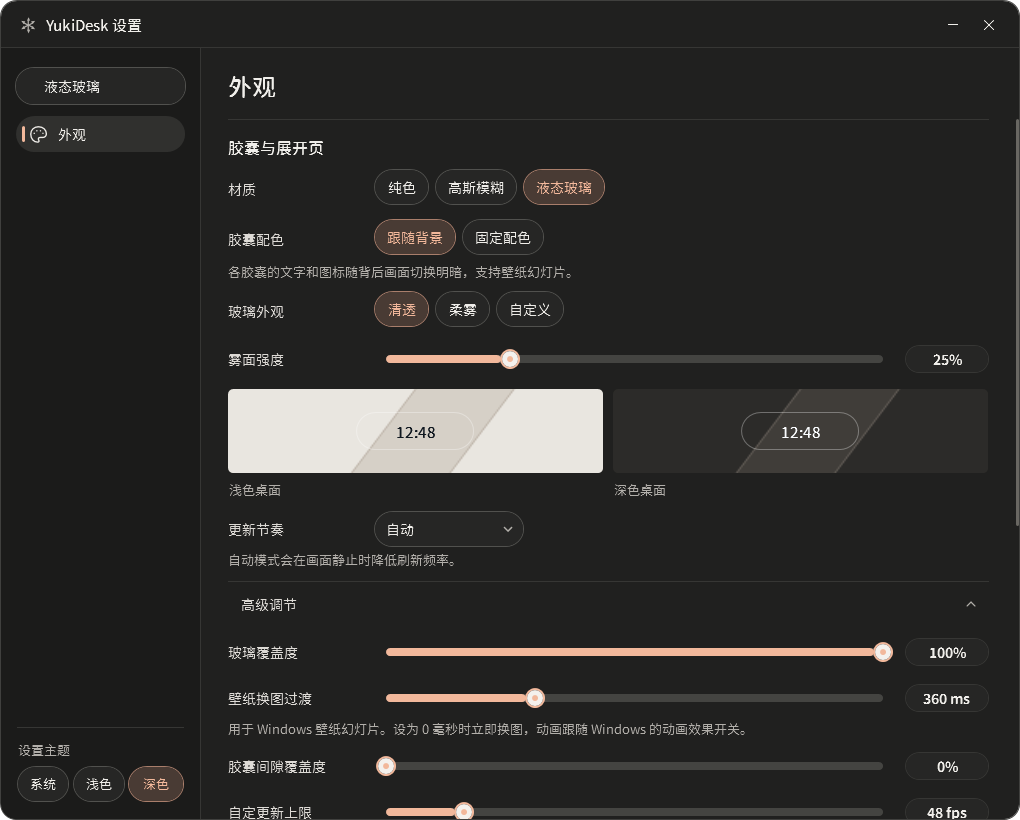 YukiDesk 设置
液态玻璃
外观
外观
胶囊与展开页
材质 纯色 高斯模糊 液态玻璃
胶囊配色 跟随背景 固定配色
各胶囊的文字和图标随背后画面切换明暗，支持壁纸幻灯片。
玻璃外观 清透 柔雾 自定义
雾面强度 25%
12:48 12:48
浅色桌面 深色桌面
更新节奏 自动
自动模式会在画面静止时降低刷新频率。
高级调节
玻璃覆盖度 100%
壁纸换图过渡 360 ms
用于 Windows 壁纸幻灯片。设为 0 毫秒时立即换图，动画跟随 Windows 的动画效果开关。
胶囊间隙覆盖度 0%
自定更新上限 48 fps
设置主题
系统 浅色 深色